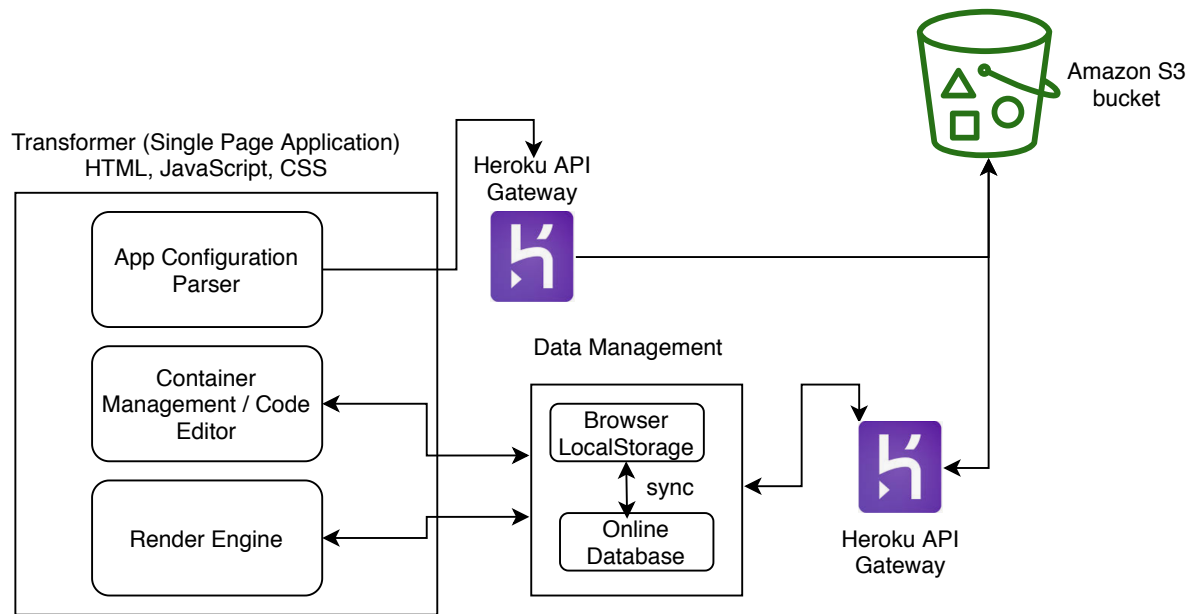 Amazon S3
bucket
Transformer (Single Page Application)
HTML, JavaScript, CSS
Heroku API
Gateway
App Configuration
Parser
Data Management
Container
Management / Code
Editor
Browser
LocalStorage
sync
Online
Database
Render Engine
Heroku API
Gateway